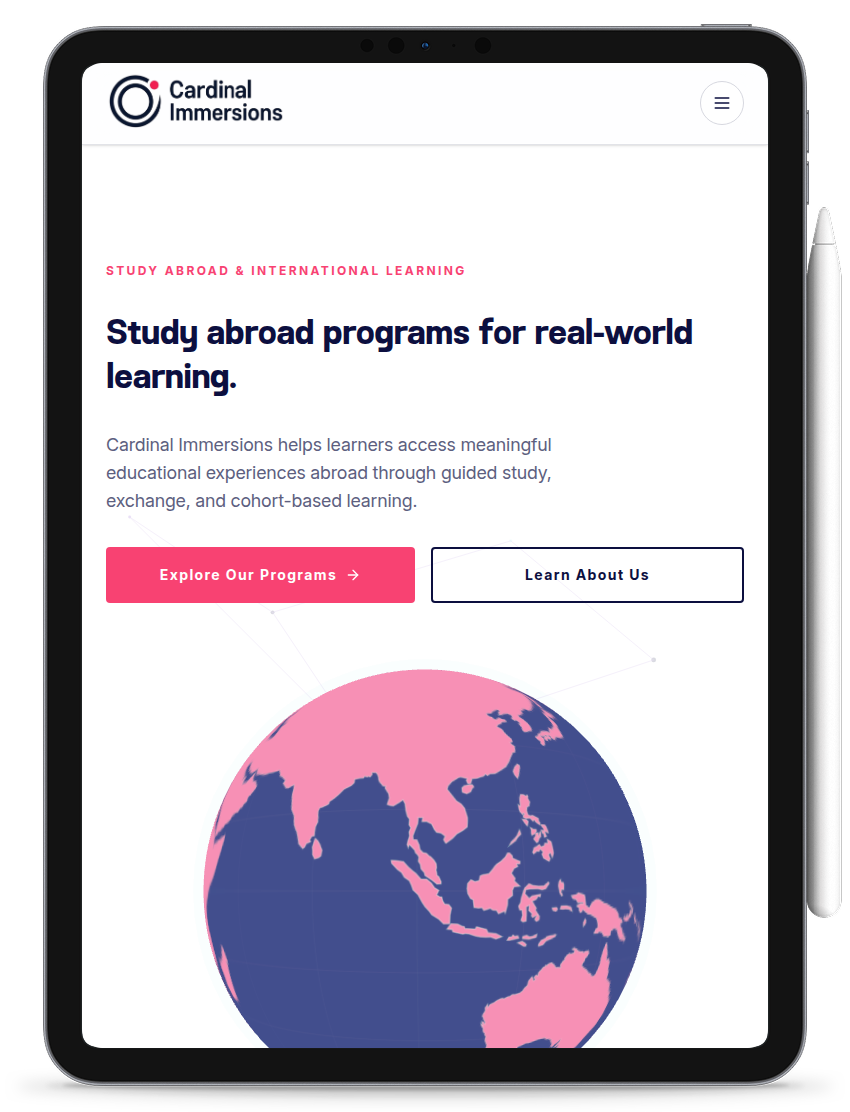 Cardinal
Immersions
STUDY ABROAD & INTERNATIONAL LEARNING
Study abroad programs for real-world
learning.
Cardinal Immersions helps learners access meaningful
educational experiences abroad through guided study,
exchange, and cohort-based learning.
Explore Our Programs → Learn About Us